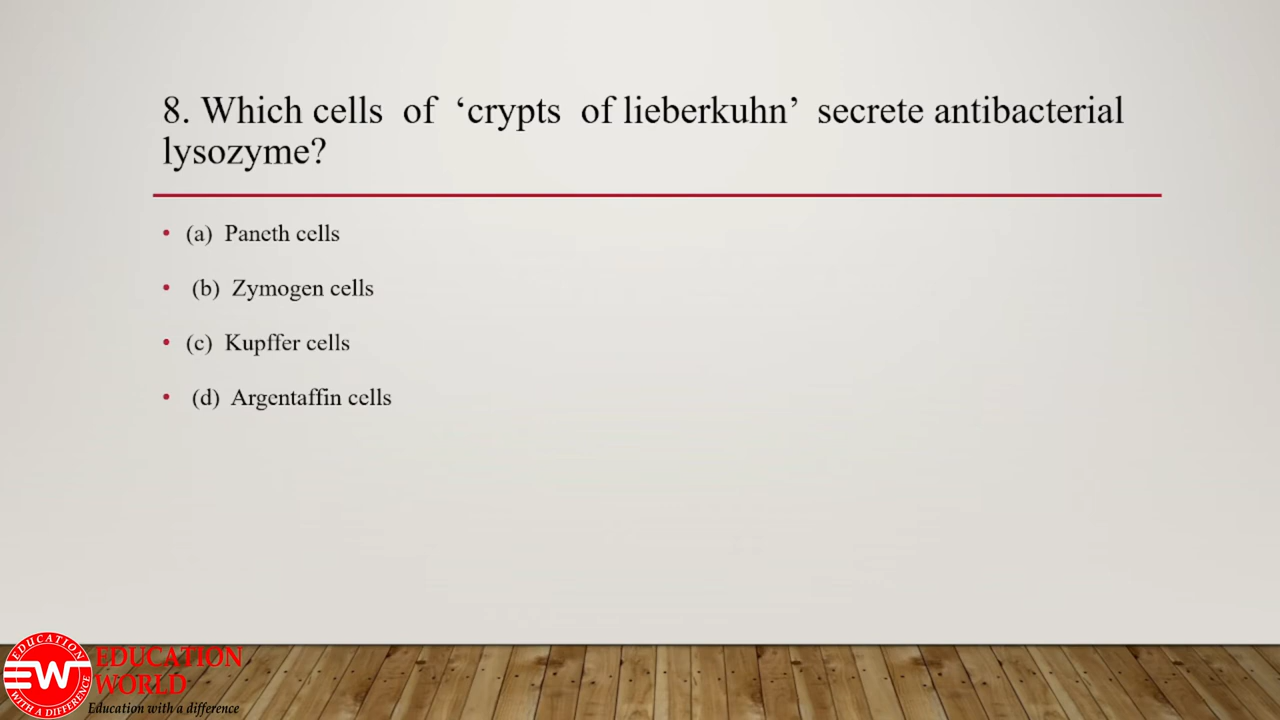 8. Which cells of ‘crypts of lieberkuhn’ secrete antibacterial
lysozyme?
• (a) Paneth cells
• (b) Zymogen cells
• (c) Kupffer cells
• (d) Argentaffin cells
EDUCATION
EW
WITH A DIFFERENCE
EDUCATION
WORLD
Education with a difference